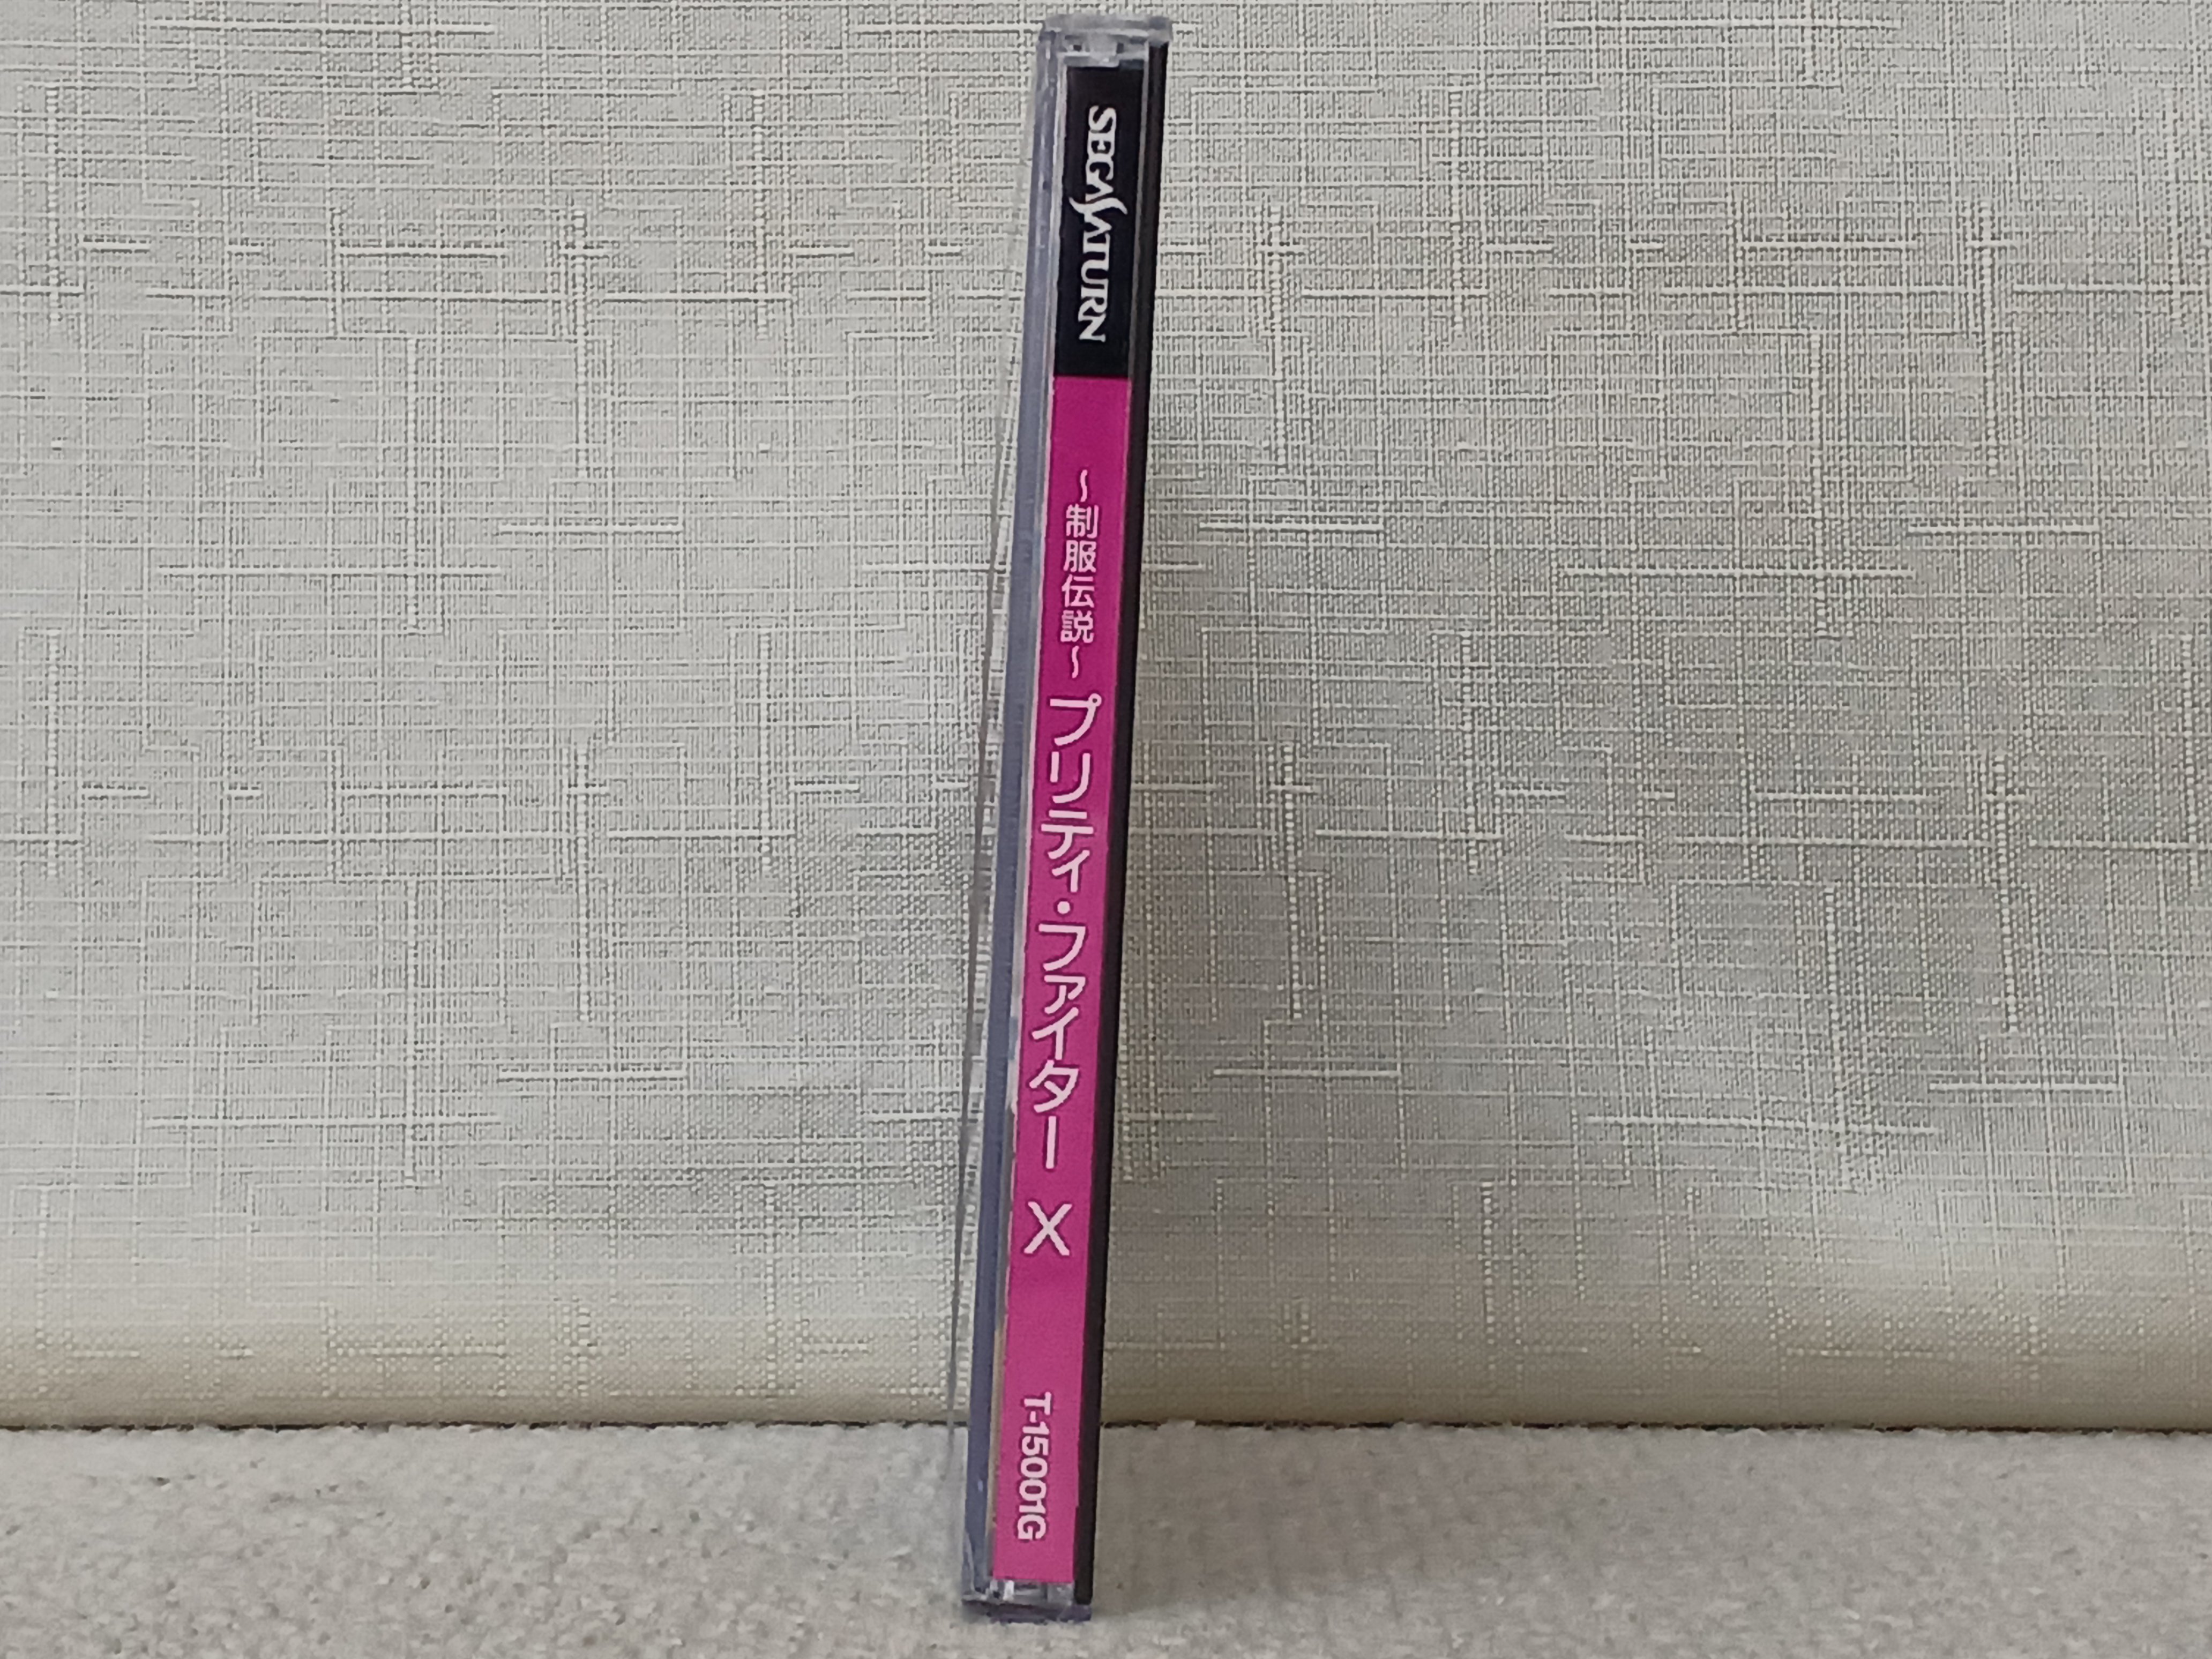 SEGA SATURN
～制服伝説～ プリティ・ファイター X
T-15001G